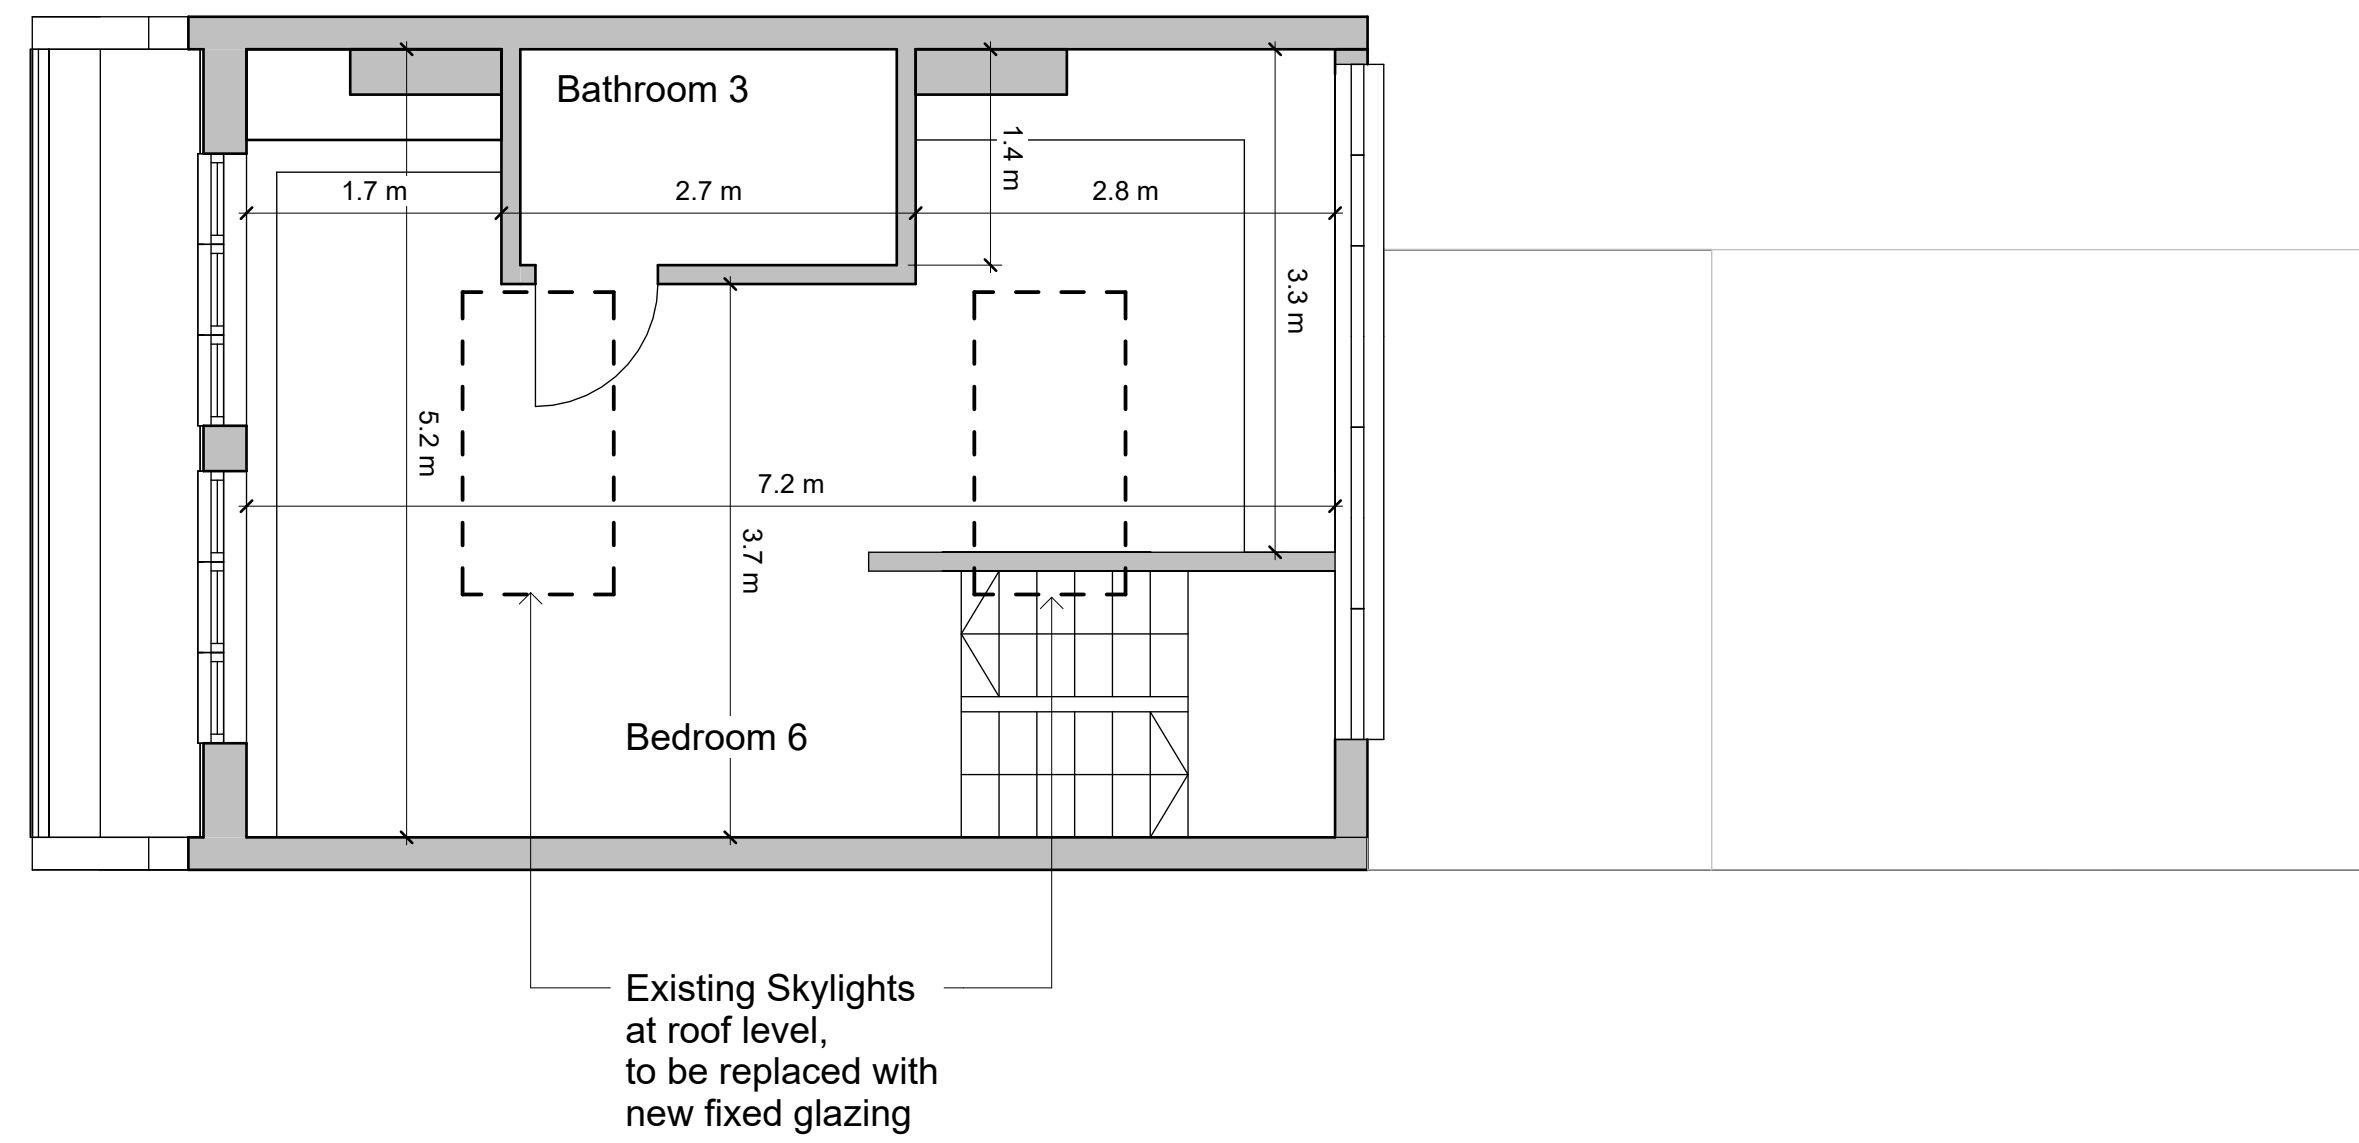 Bathroom 3
1.4 m
1.7 m
2.7 m
2.8 m
3.3 m
5.2 m
7.2 m
3.7 m
Bedroom 6
Existing Skylights
at roof level,
to be replaced with
new fixed glazing